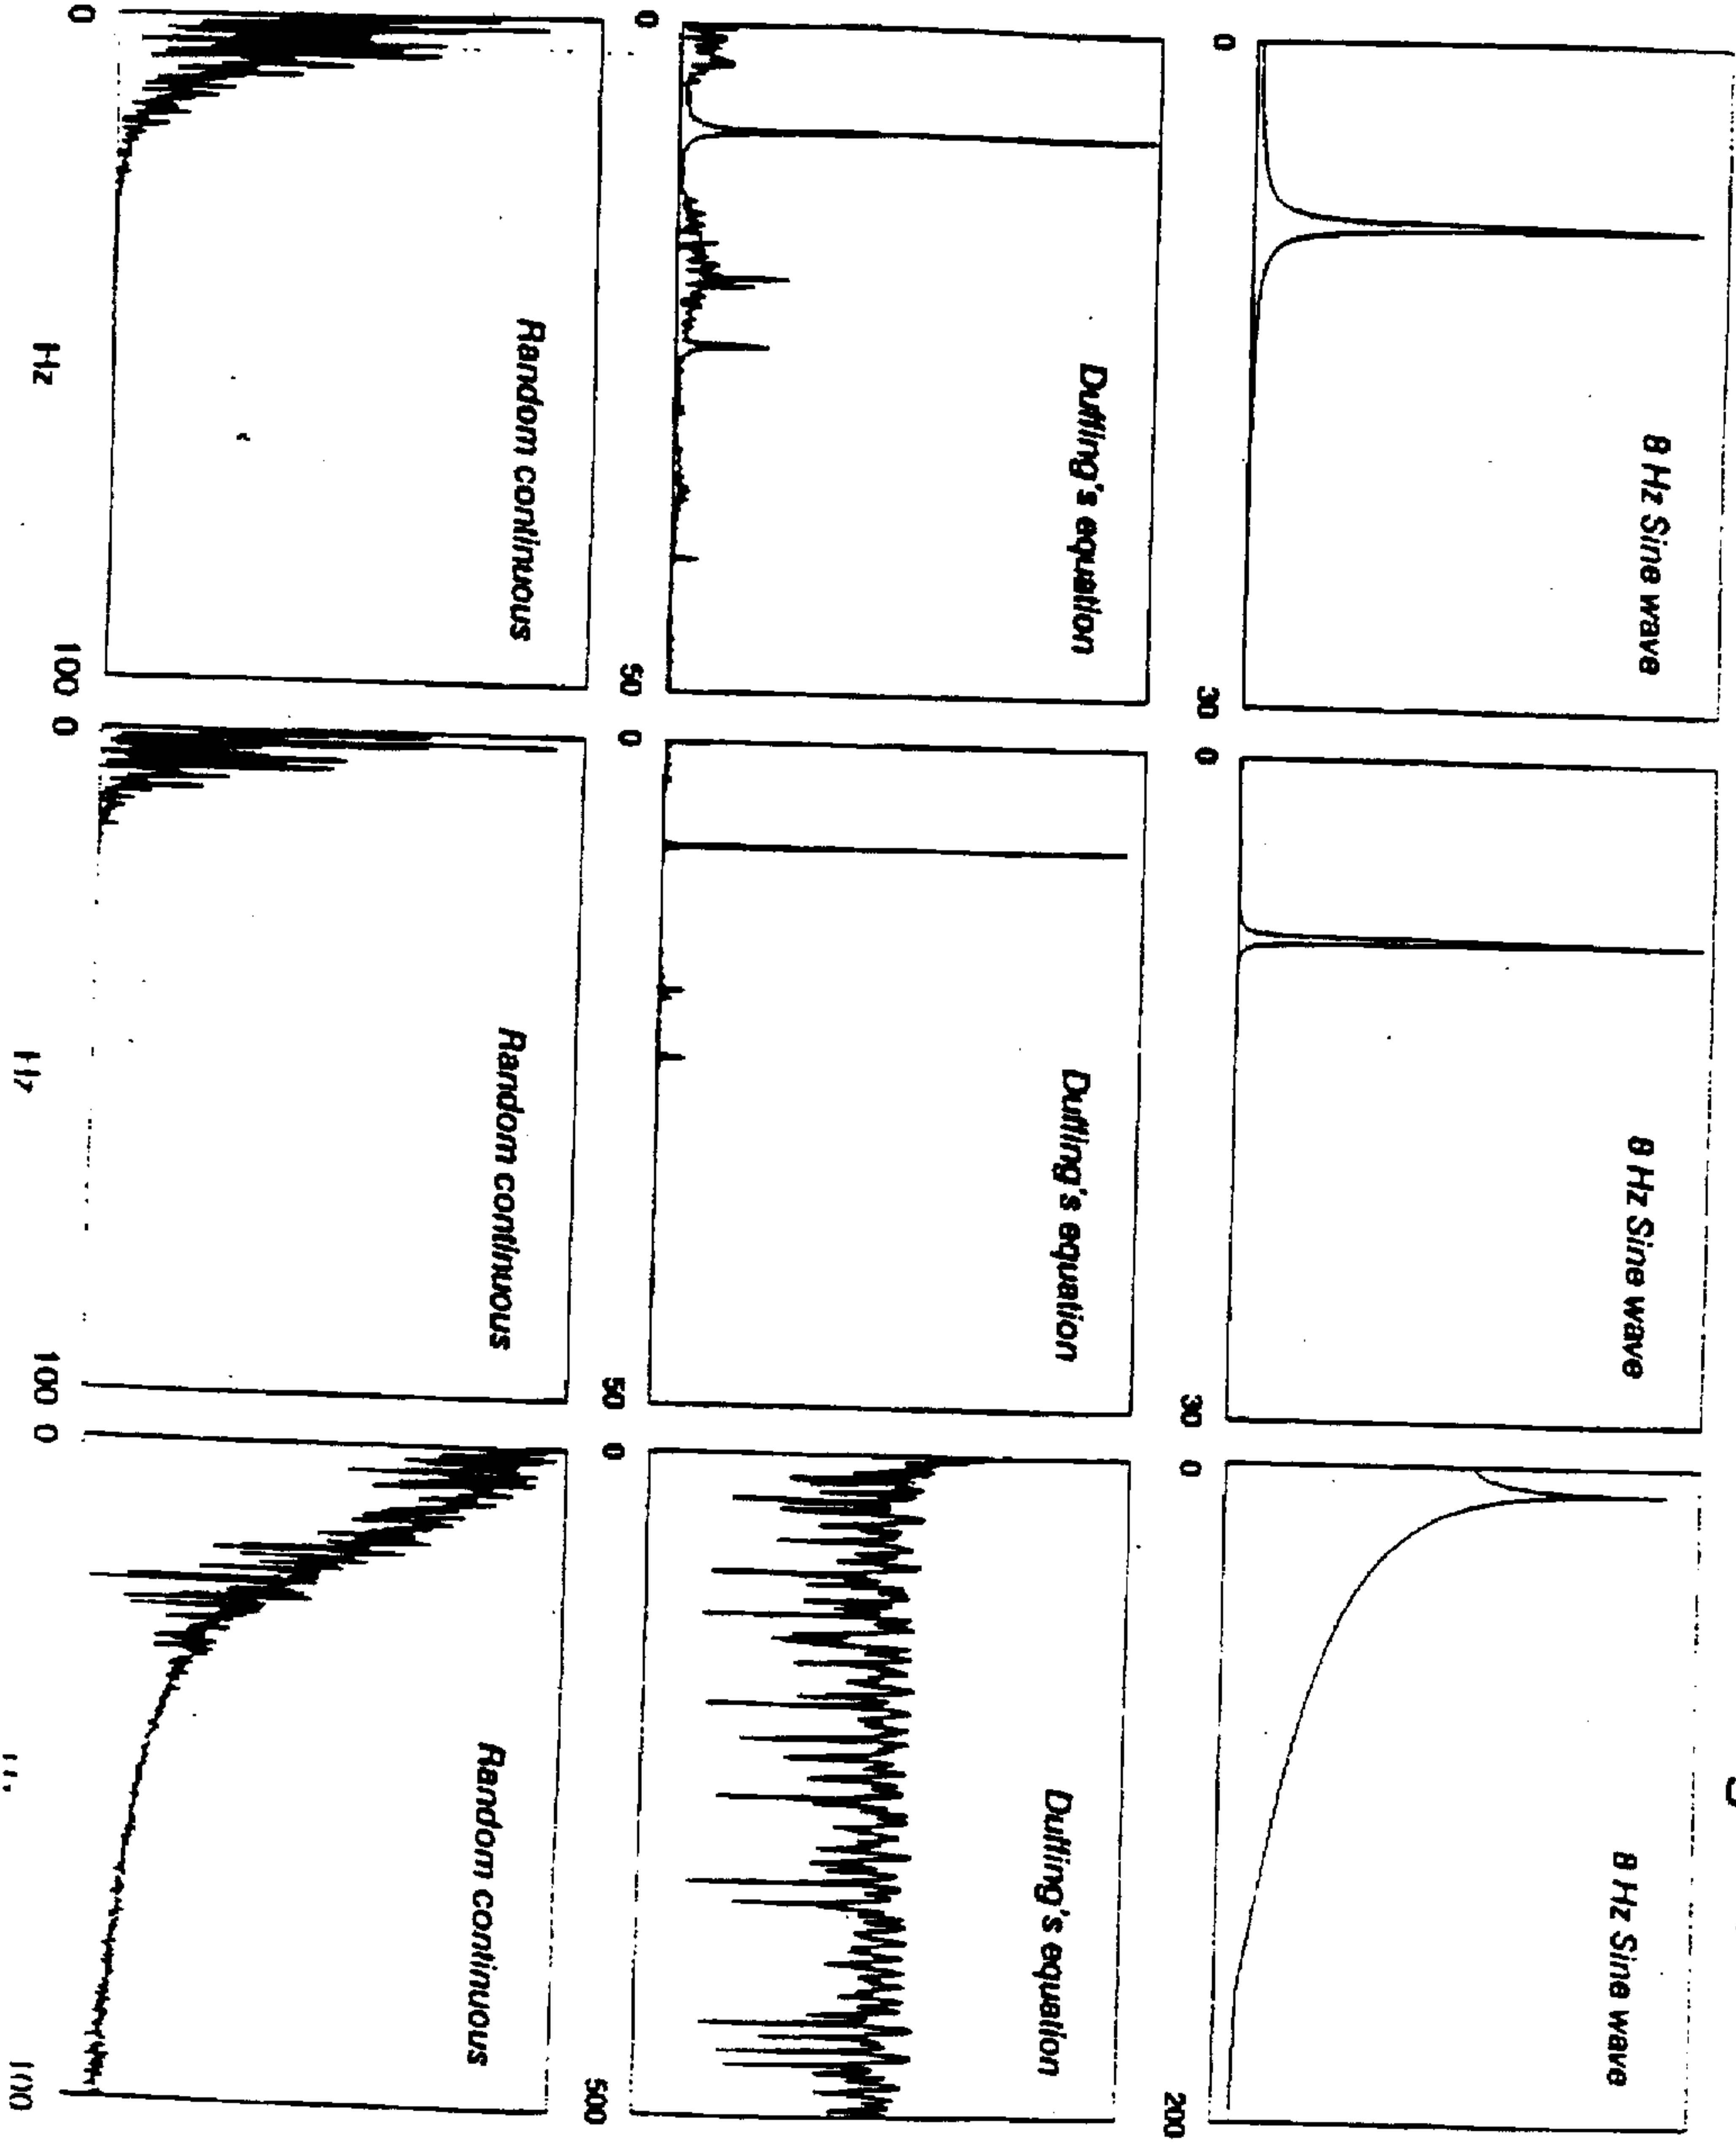 8 Hz Sine wave
8 Hz Sine wave
8 Hz Sine wave
0 30 0 30 0 200
Duffing's equation
Duffing's equation
Duffing's equation
0 50 0 50 0 500
Random continuous
Random continuous
Random continuous
0 100 0 100 0 100
Hz
Hz